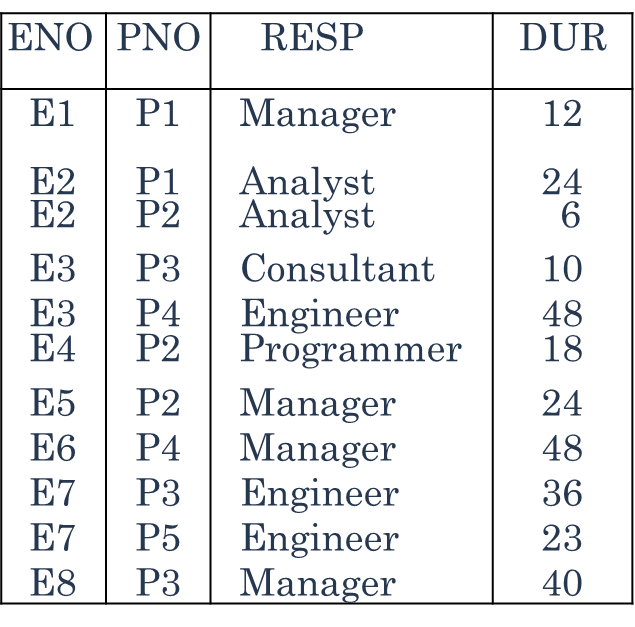 ENO PNO RESP DUR
E1 P1 Manager 12
E2 P1 Analyst 24
E2 P2 Analyst 6
E3 P3 Consultant 10
E3 P4 Engineer 48
E4 P2 Programmer 18
E5 P2 Manager 24
E6 P4 Manager 48
E7 P3 Engineer 36
E7 P5 Engineer 23
E8 P3 Manager 40